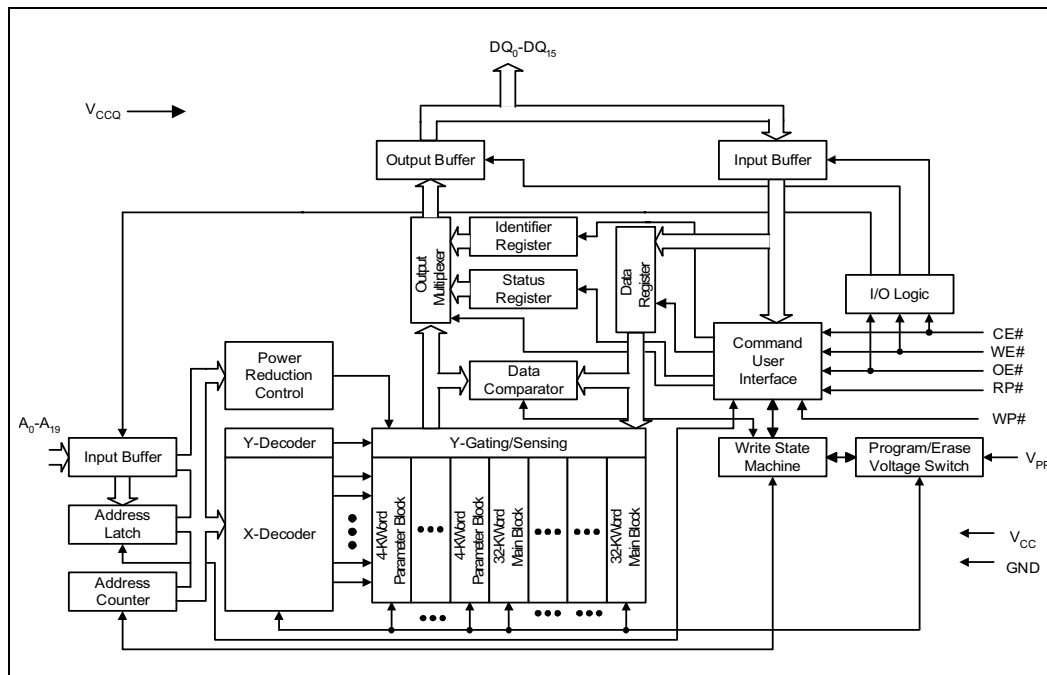 DQ0-DQ15
VCCQ
Output Buffer
Input Buffer
Output
Multiplexer
Identifier
Register
Status
Register
Data
Register
I/O Logic
CE#
WE#
OE#
RP#
WP#
Command
User
Interface
Power
Reduction
Control
Data
Comparator
A0-A19
Input Buffer
Y-Decoder
Y-Gating/Sensing
Write State
Machine
Program/Erase
Voltage Switch
VPP
Address
Latch
X-Decoder
4-KWord
Parameter Block
4-KWord
Parameter Block
32-KWord
Main Block
32-KWord
Main Block
VCC
GND
Address
Counter